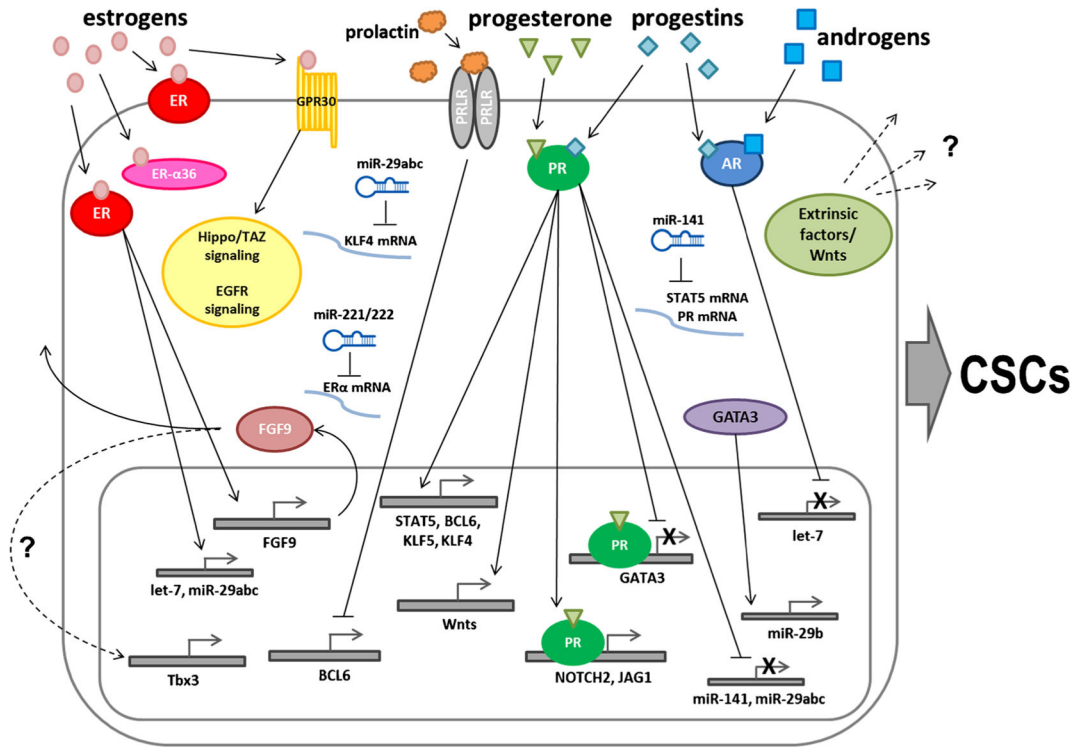 estrogens
prolactin
progesterone
progestins
androgens
ER
GPR30
PRLR
PRLR
ER-α36
ER
PR
AR
?
Hippo/TAZ
signaling
EGFR
signaling
miR-29abc
KLF4 mRNA
miR-141
STAT5 mRNA
PR mRNA
Extrinsic
factors/
Wnts
miR-221/222
ERα mRNA
CSCs
FGF9
GATA3
?
FGF9
STAT5, BCL6,
KLF5, KLF4
PR
X
GATA3
X
let-7
let-7, miR-29abc
Wnts
miR-29b
Tbx3
BCL6
PR
NOTCH2, JAG1
X
miR-141, miR-29abc